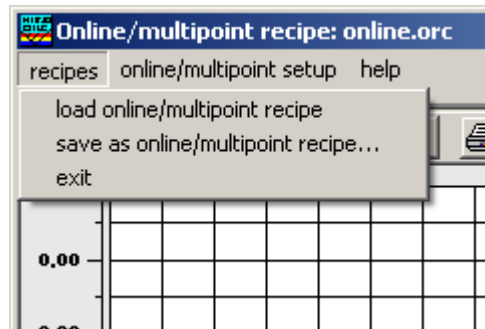 Online/multipoint recipe: online.orc
recipes online/multipoint setup help
load online/multipoint recipe
save as online/multipoint recipe...
exit
0,00